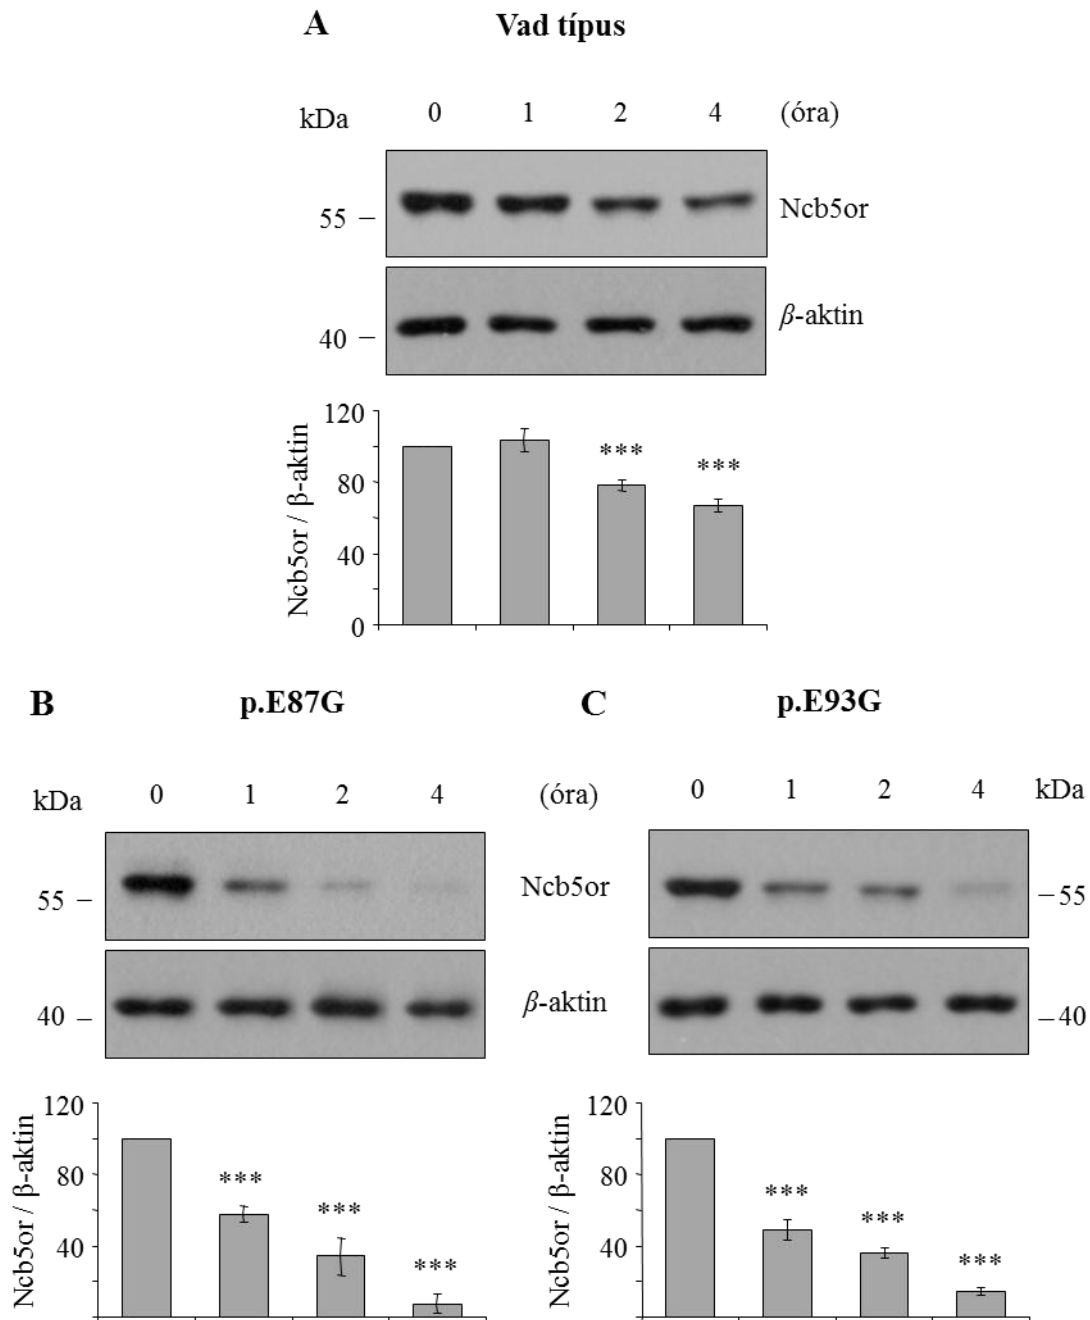 A Vad típus
kDa 0 1 2 4 (óra)
55 Ncb5or
40 β-aktin
Ncb5or / β-aktin
120
80
40
0
*** ***
B p.E87G
kDa 0 1 2 4 (óra)
55 Ncb5or
40 β-aktin
Ncb5or / β-aktin
120
80
40
*** *** ***
C p.E93G
0 1 2 4 kDa
55
40
Ncb5or / β-aktin
120
80
40
*** *** ***